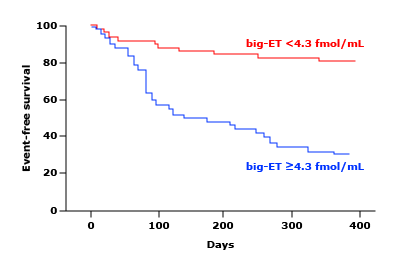 100
80
60
40
20
0
Event-free survival
big-ET <4.3 fmol/mL
big-ET ≥4.3 fmol/mL
0 100 200 300 400
Days